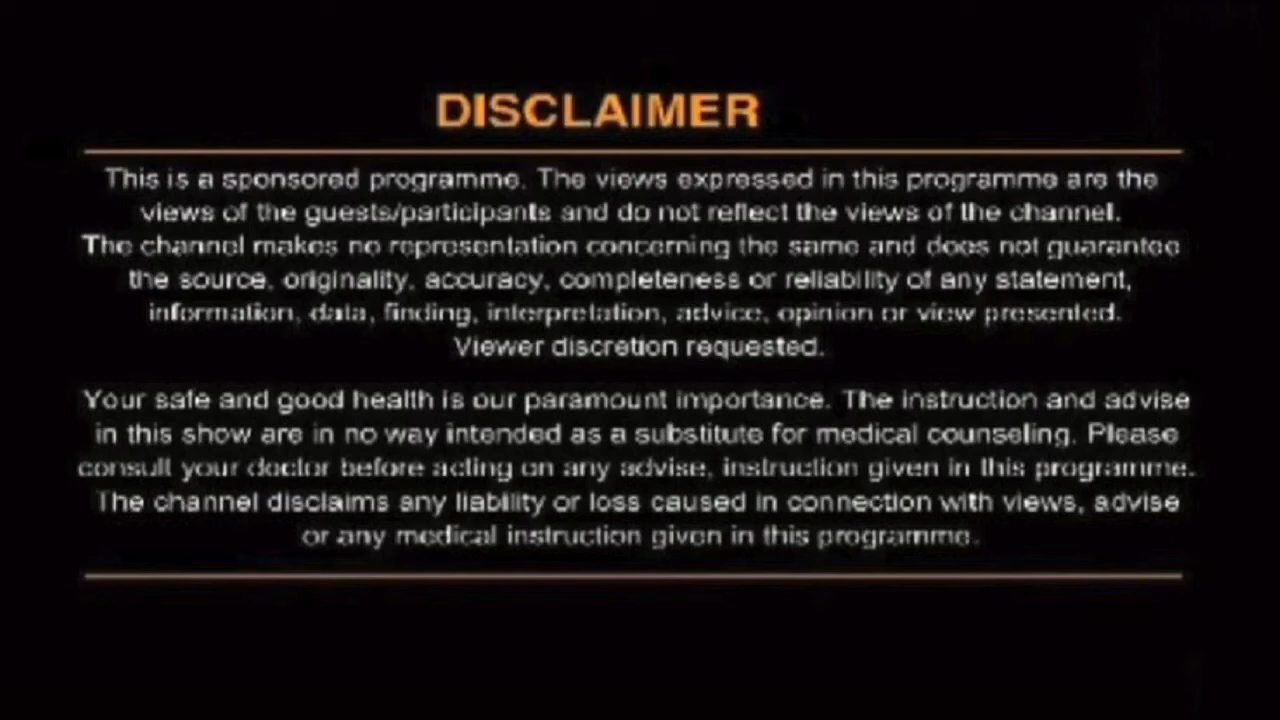 DISCLAIMER
This is a sponsored programme. The views expressed in this programme are the
views of the guests/participants and do not reflect the views of the channel.
The channel makes no representation concerning the same and does not guarantee
the source, originality, accuracy, completeness or reliability of any statement,
information, data, finding, interpretation, advice, opinion or view presented.
Viewer discretion requested.
Your safe and good health is our paramount importance. The instruction and advise
in this show are in no way intended as a substitute for medical counseling. Please
consult your doctor before acting on any advise, instruction given in this programme.
The channel disclaims any liability or loss caused in connection with views, advise
or any medical instruction given in this programme.